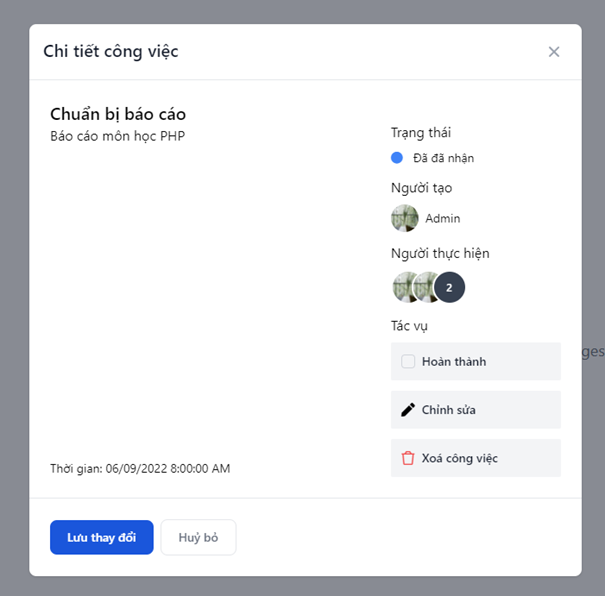 Chi tiết công việc
Chuẩn bị báo cáo
Báo cáo môn học PHP
Trạng thái
Đã đã nhận
Người tạo
Admin
Người thực hiện
2
Tác vụ
Hoàn thành
Chỉnh sửa
Xoá công việc
Thời gian: 06/09/2022 8:00:00 AM
Lưu thay đổi
Huỷ bỏ
ges